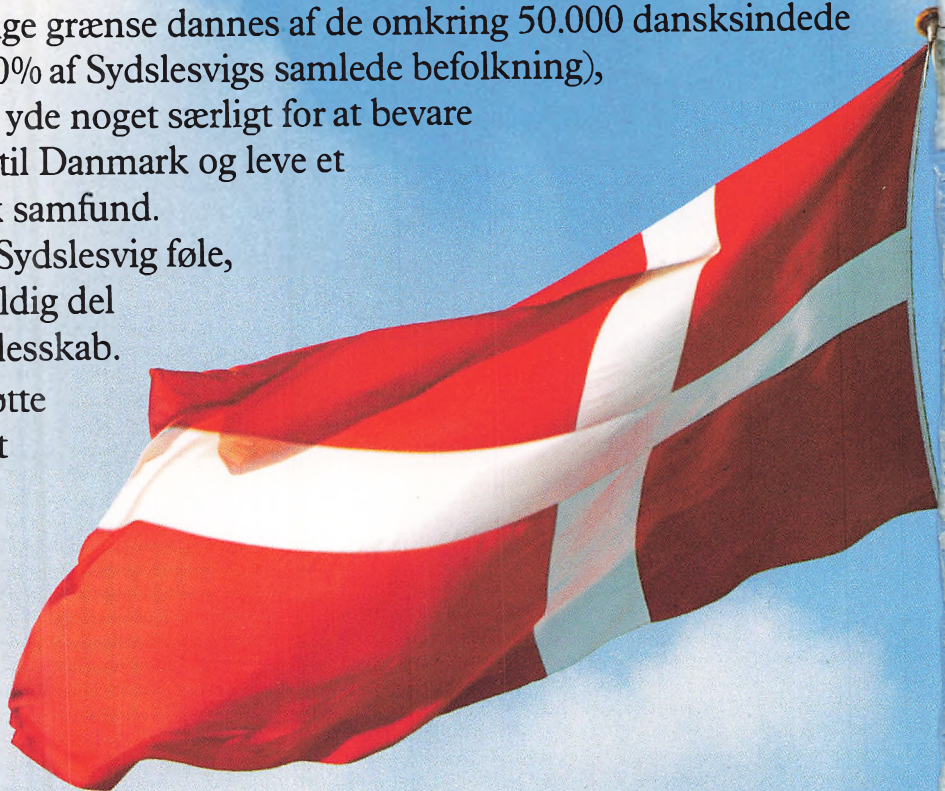 ge grænse dannes af de omkring 50.000 dansksindede
0% af Sydslesvigs samlede befolkning),
yde noget særligt for at bevare
til Danmark og leve et
samfund.
Sydslesvig føle,
ldig del
lesskab.
øtte
t